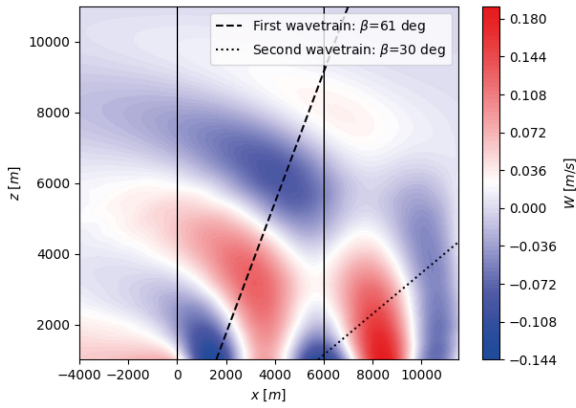 First wavetrain: β=61 deg
Second wavetrain: β=30 deg
z [m]
10000
8000
6000
4000
2000
−4000 −2000 0 2000 4000 6000 8000 10000
x [m]
0.180
0.144
0.108
0.072
0.036
0.000
−0.036
−0.072
−0.108
−0.144
W [m/s]